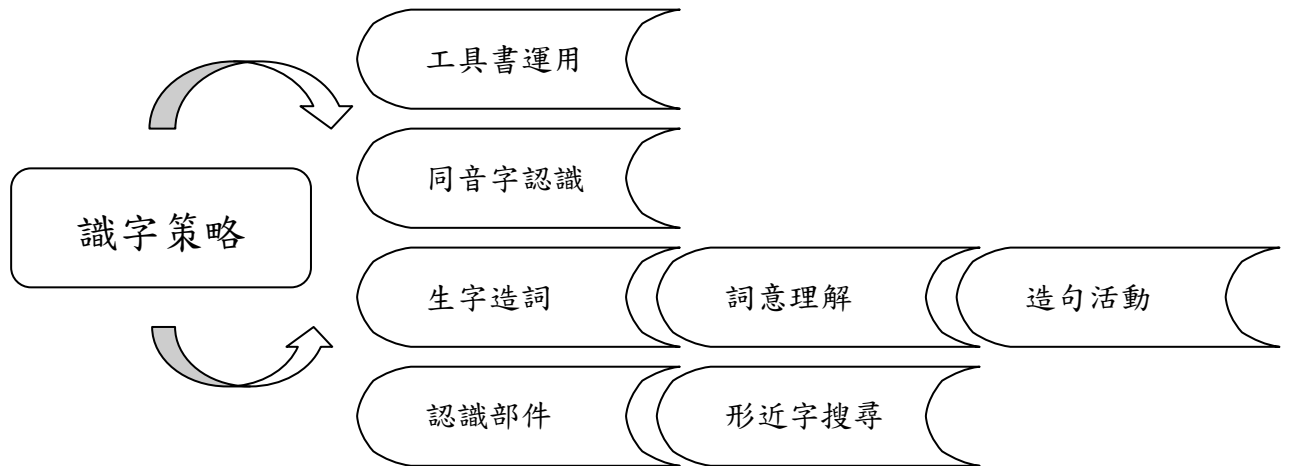 工具書運用
同音字認識
識字策略
生字造詞 詞意理解 造句活動
認識部件 形近字搜尋